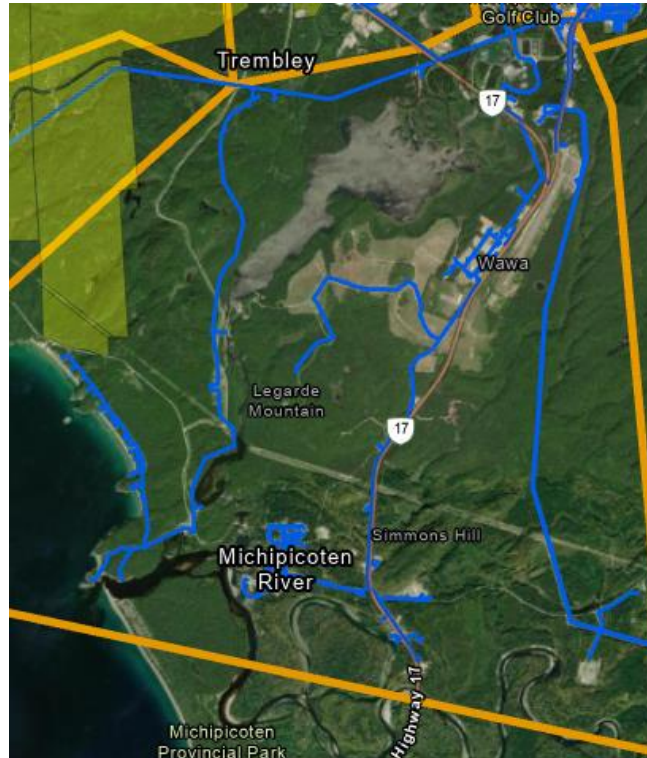 Golf Club
Trembley
17
Wawa
Legarde
Mountain
17
Simmons Hill
Michipicoten
River
Highway 17
Michipicoten
Provincial Park